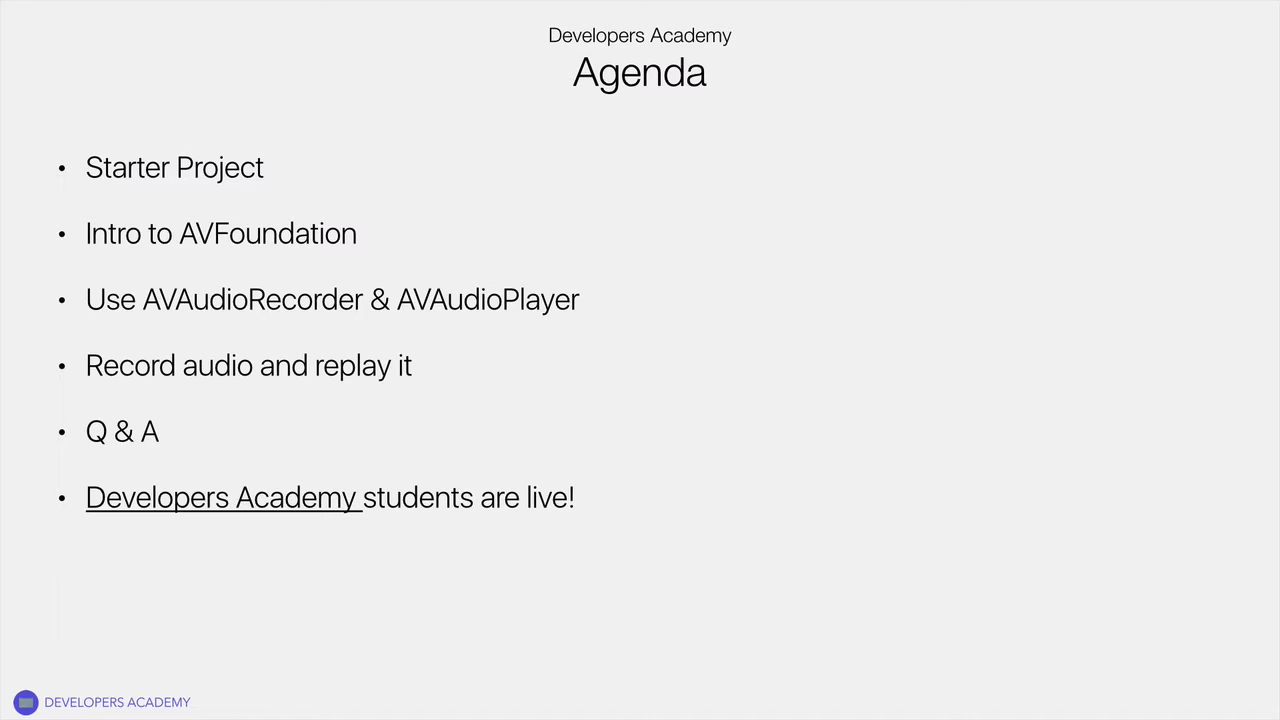 Developers Academy
Agenda
• Starter Project
• Intro to AVFoundation
• Use AVAudioRecorder & AVAudioPlayer
• Record audio and replay it
• Q & A
• Developers Academy students are live!
DEVELOPERS ACADEMY